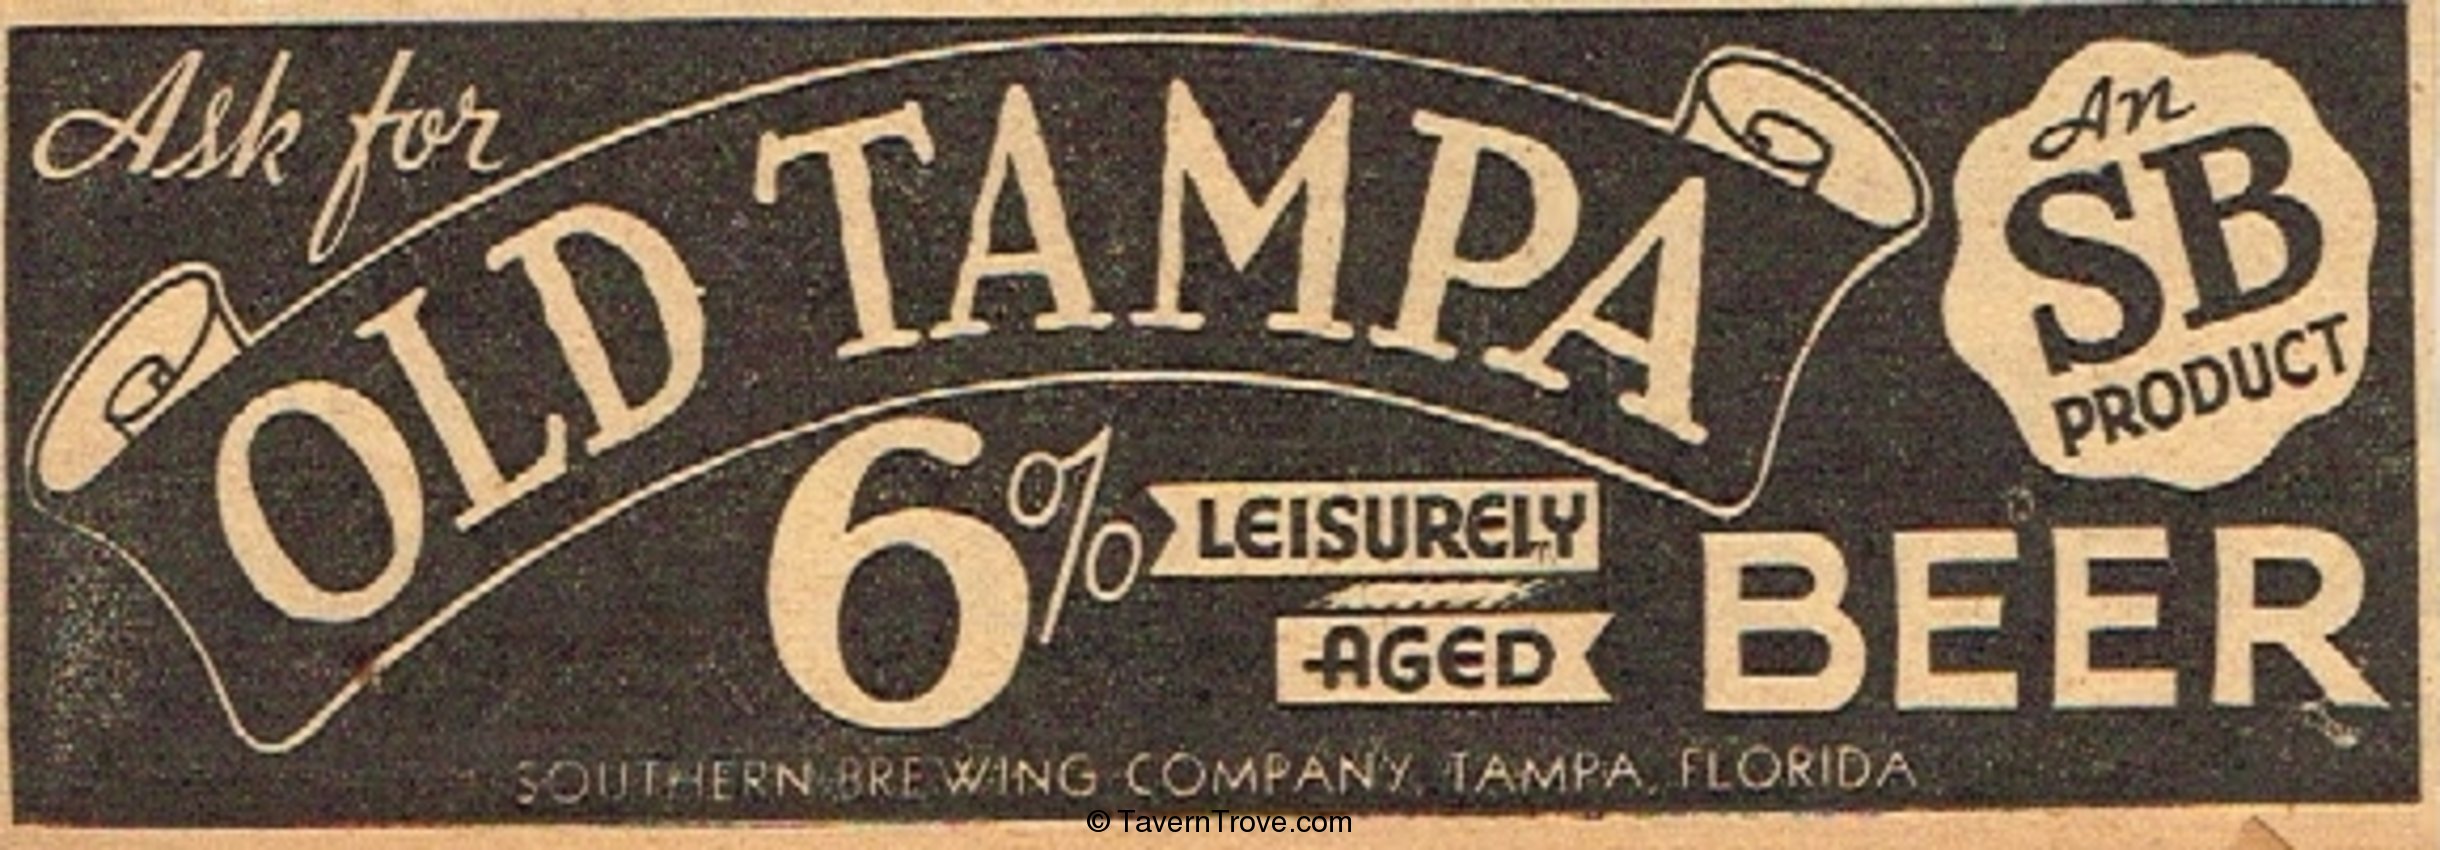 Ask for
OLD TAMPA
An
SB
PRODUCT
6% LEISURELY
AGED
BEER
SOUTHERN BREWING COMPANY, TAMPA, FLORIDA
© TavernTrove.com